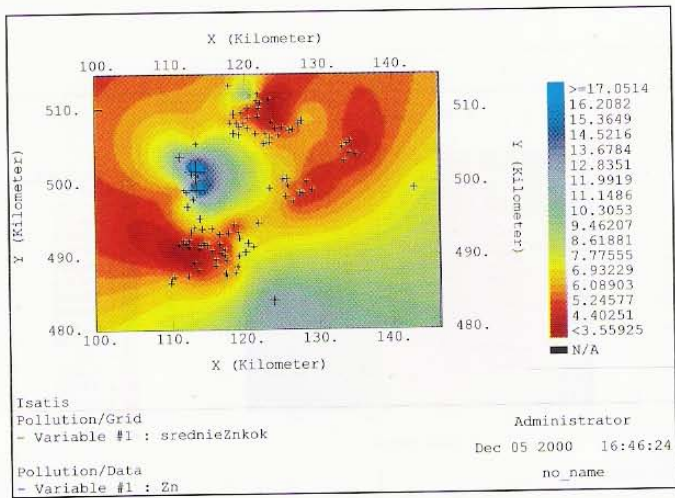 X (Kilometer)
100. 110. 120. 130. 140.
510.
500.
490.
480.
Y (Kilometer)
510.
500.
490.
480.
Y (Kilometer)
100. 110. 120. 130. 140.
X (Kilometer)
>=17.0514
16.2082
15.3649
14.5216
13.6784
12.8351
11.9919
11.1486
10.3053
9.46207
8.61881
7.77555
6.93229
6.08903
5.24577
4.40251
<3.55925
N/A
Isatis
Pollution/Grid
- Variable #1 : srednieZnkok
Pollution/Data
- Variable #1 : Zn
Administrator
Dec 05 2000 16:46:24
no_name